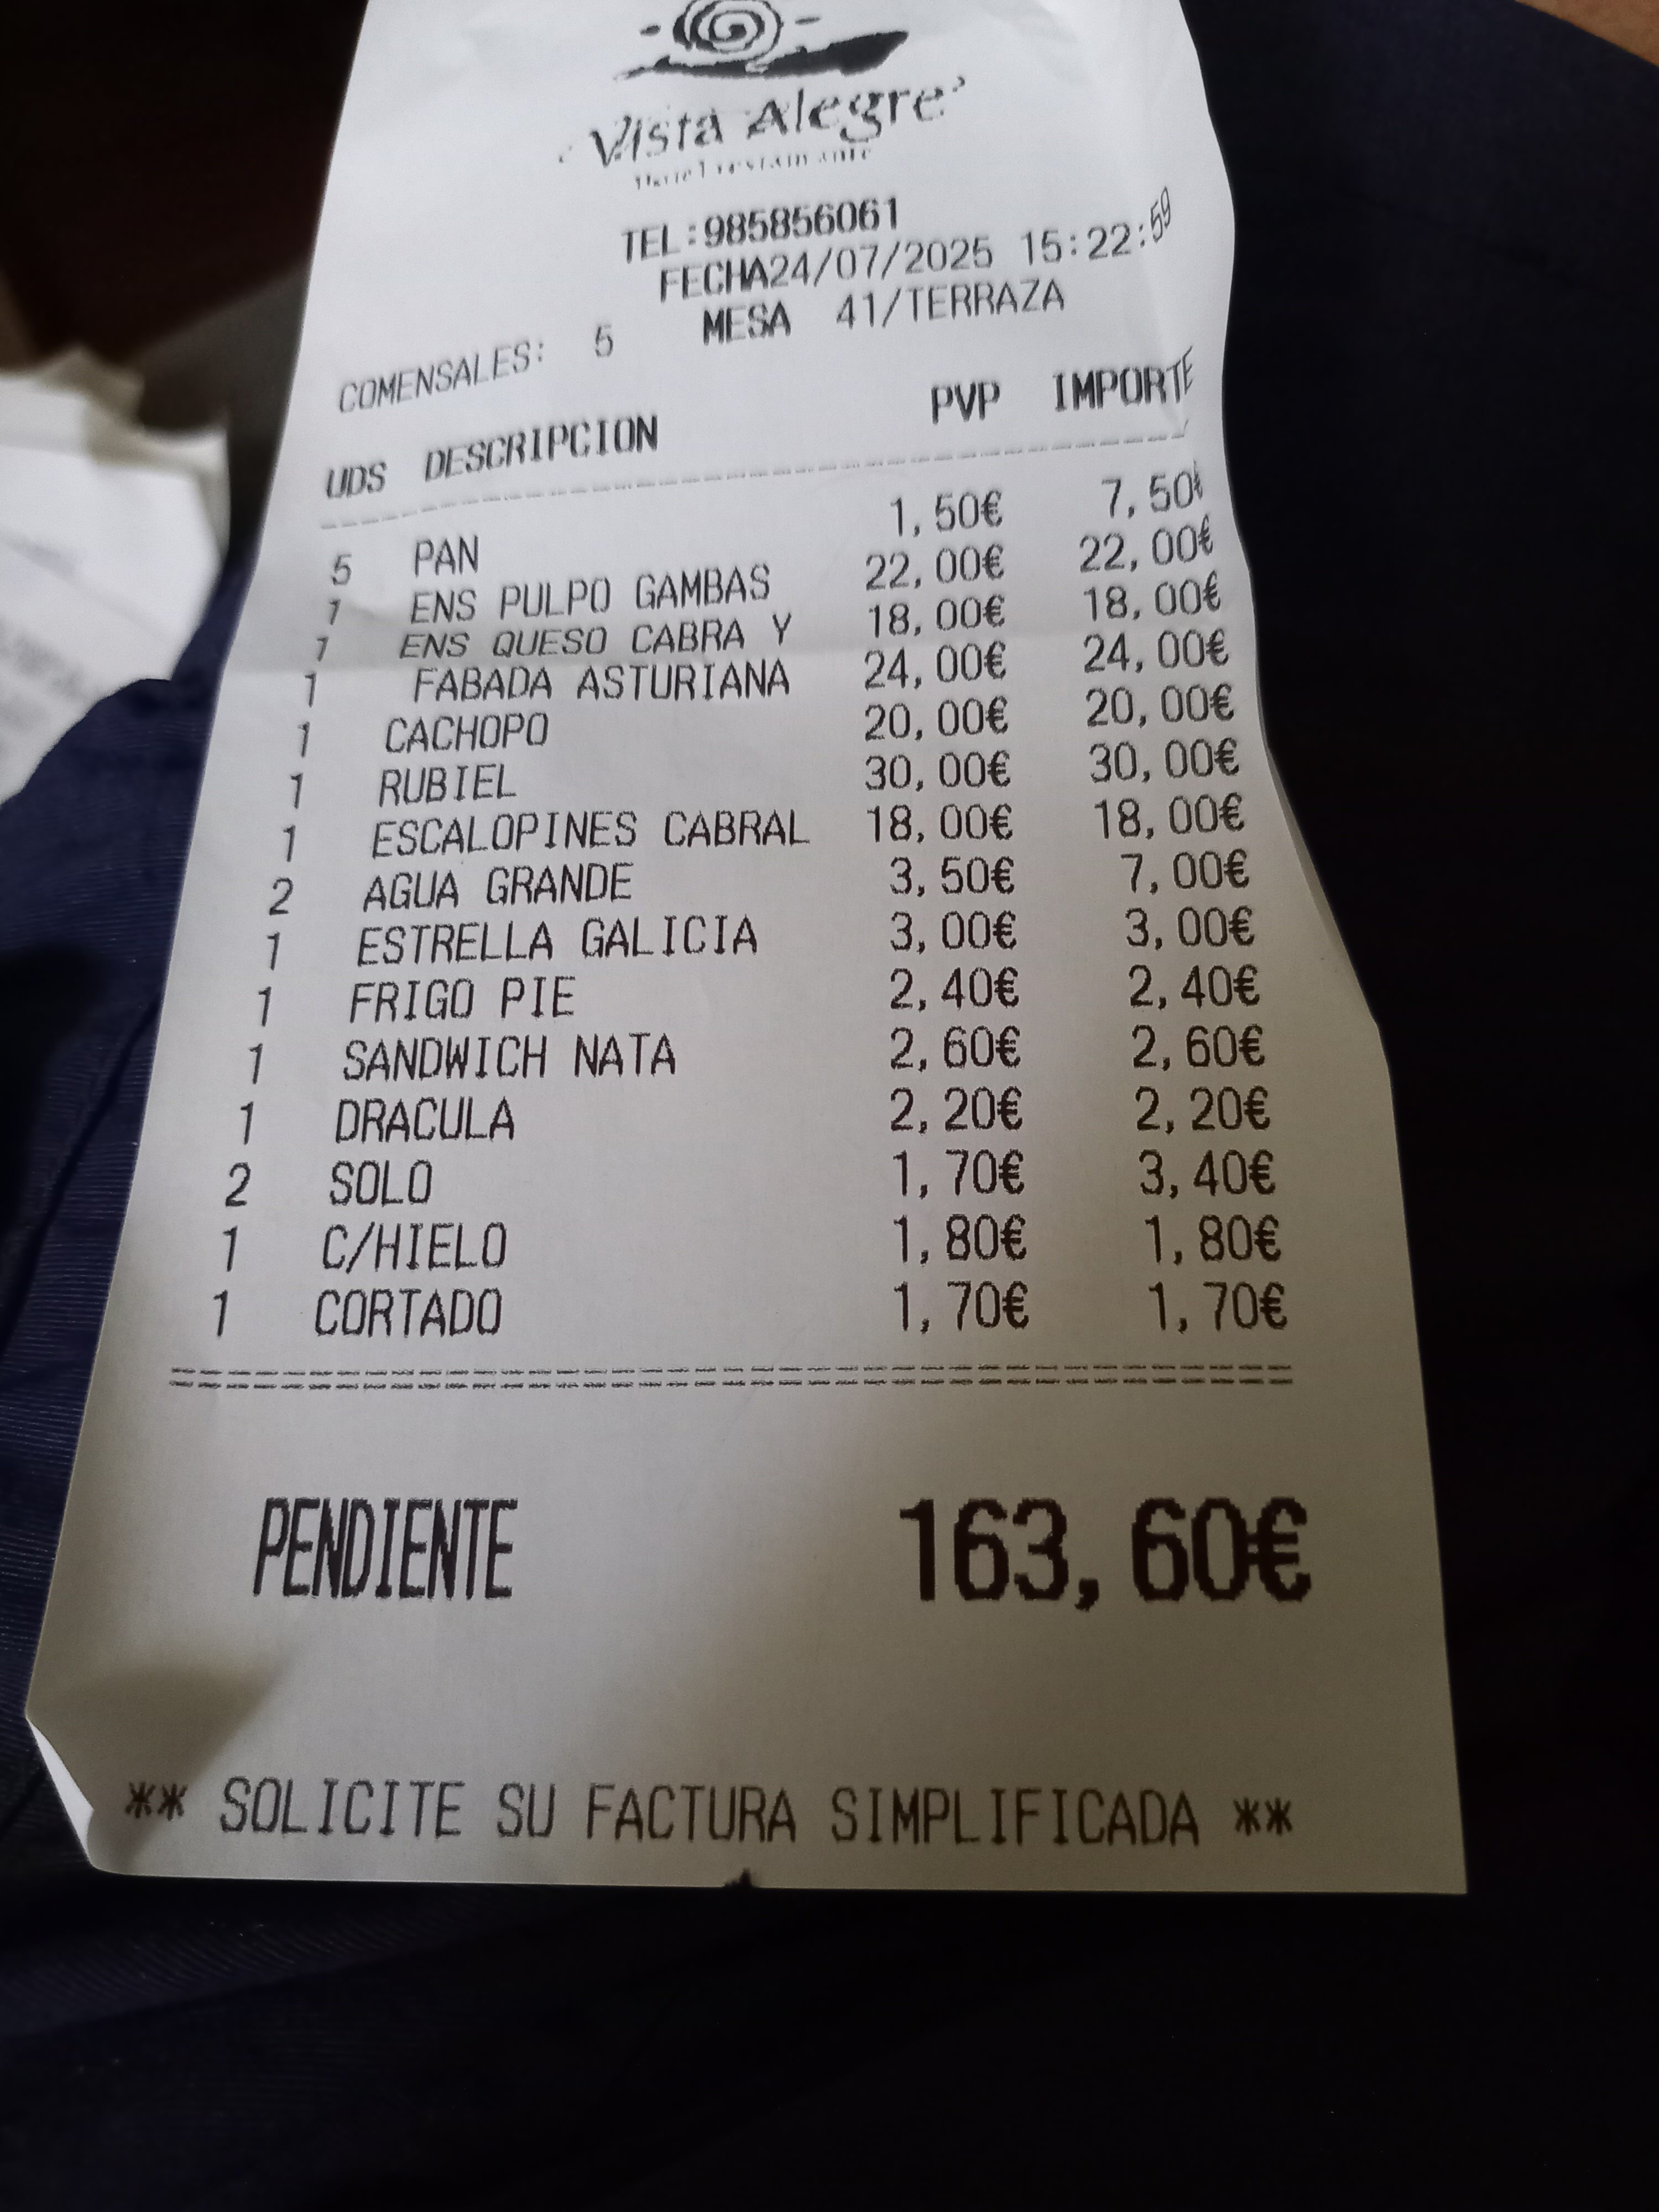 Vista Alegre
Hotel restaurante
TEL:985856061
FECHA24/07/2025 15:22:59
MESA 41/TERRAZA
COMENSALES: 5
UDS DESCRIPCION PVP IMPORTE
5 PAN 1,50€ 7,50€
1 ENS PULPO GAMBAS 22,00€ 22,00€
1 ENS QUESO CABRA Y 18,00€ 18,00€
1 FABADA ASTURIANA 24,00€ 24,00€
1 CACHOPO 20,00€ 20,00€
1 RUBIEL 30,00€ 30,00€
1 ESCALOPINES CABRAL 18,00€ 18,00€
2 AGUA GRANDE 3,50€ 7,00€
1 ESTRELLA GALICIA 3,00€ 3,00€
1 FRIGO PIE 2,40€ 2,40€
1 SANDWICH NATA 2,60€ 2,60€
1 DRACULA 2,20€ 2,20€
2 SOLO 1,70€ 3,40€
1 C/HIELO 1,80€ 1,80€
1 CORTADO 1,70€ 1,70€
PENDIENTE 163,60€
** SOLICITE SU FACTURA SIMPLIFICADA **